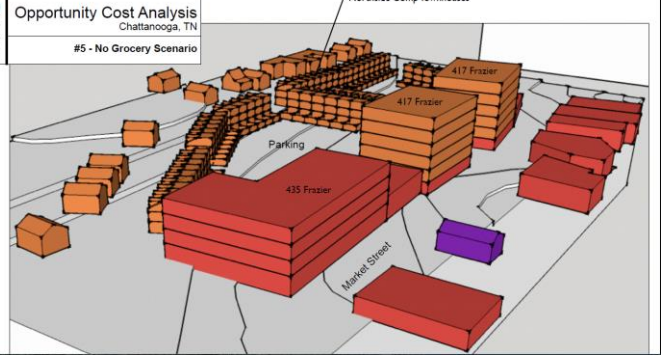 Opportunity Cost Analysis
Chattanooga, TN
#5 - No Grocery Scenario
417 Frazier
417 Frazier
Parking
435 Frazier
Market Street